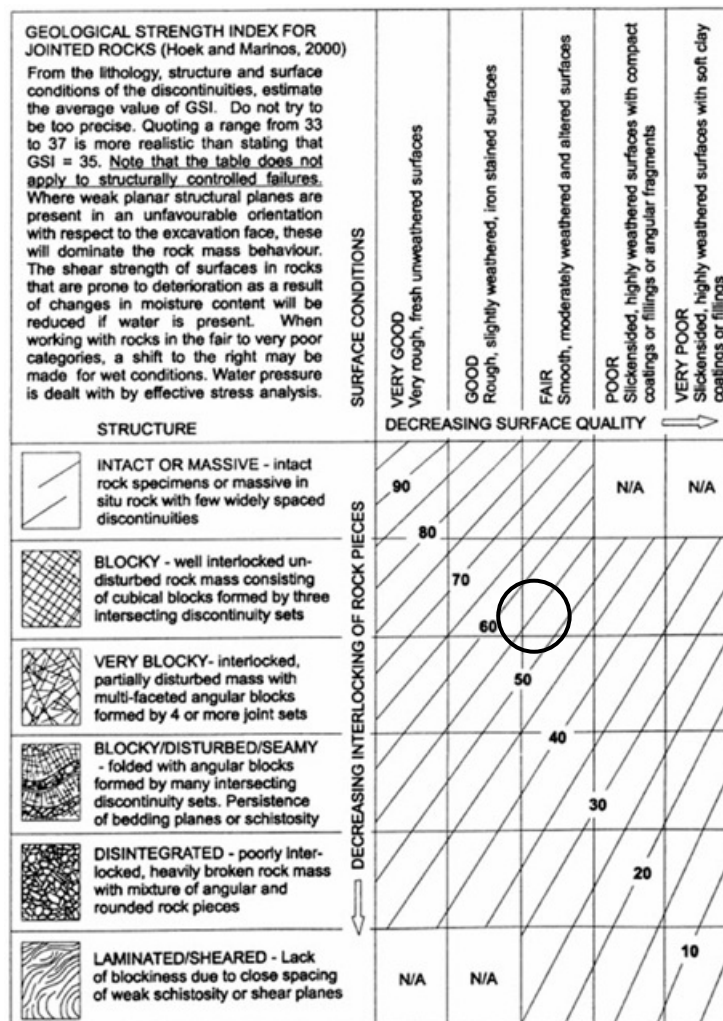 GEOLOGICAL STRENGTH INDEX FOR
JOINTED ROCKS (Hoek and Marinos, 2000)
From the lithology, structure and surface
conditions of the discontinuities, estimate
the average value of GSI. Do not try to
be too precise. Quoting a range from 33
to 37 is more realistic than stating that
GSI = 35. Note that the table does not
apply to structurally controlled failures.
Where weak planar structural planes are
present in an unfavourable orientation
with respect to the excavation face, these
will dominate the rock mass behaviour.
The shear strength of surfaces in rocks
that are prone to deterioration as a result
of changes in moisture content will be
reduced if water is present. When
working with rocks in the fair to very poor
categories, a shift to the right may be
made for wet conditions. Water pressure
is dealt with by effective stress analysis.
STRUCTURE
SURFACE CONDITIONS
VERY GOOD
Very rough, fresh unweathered surfaces
GOOD
Rough, slightly weathered, iron stained surfaces
FAIR
Smooth, moderately weathered and altered surfaces
POOR
Slickensided, highly weathered surfaces with compact
coatings or fillings or angular fragments
VERY POOR
Slickensided, highly weathered surfaces with soft clay
coatings or fillings
DECREASING SURFACE QUALITY
DECREASING INTERLOCKING OF ROCK PIECES
INTACT OR MASSIVE - intact
rock specimens or massive in
situ rock with few widely spaced
discontinuities
90
N/A
N/A
80
BLOCKY - well interlocked un-
disturbed rock mass consisting
of cubical blocks formed by three
intersecting discontinuity sets
70
60
VERY BLOCKY- interlocked,
partially disturbed mass with
multi-faceted angular blocks
formed by 4 or more joint sets
50
BLOCKY/DISTURBED/SEAMY
- folded with angular blocks
formed by many intersecting
discontinuity sets. Persistence
of bedding planes or schistosity
40
30
DISINTEGRATED - poorly inter-
locked, heavily broken rock mass
with mixture of angular and
rounded rock pieces
20
LAMINATED/SHEARED - Lack
of blockiness due to close spacing
of weak schistosity or shear planes
N/A
N/A
10